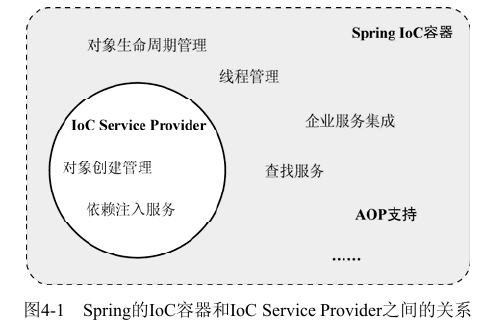 Spring IoC容器
对象生命周期管理
线程管理
IoC Service Provider
企业服务集成
对象创建管理
查找服务
依赖注入服务
AOP支持
……
图4-1 Spring的IoC容器和IoC Service Provider之间的关系